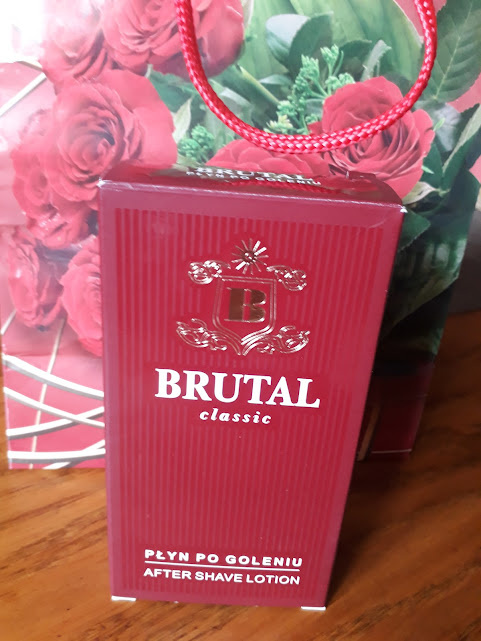 BRUTAL
B
BRUTAL
classic
PŁYN PO GOLENIU
AFTER SHAVE LOTION